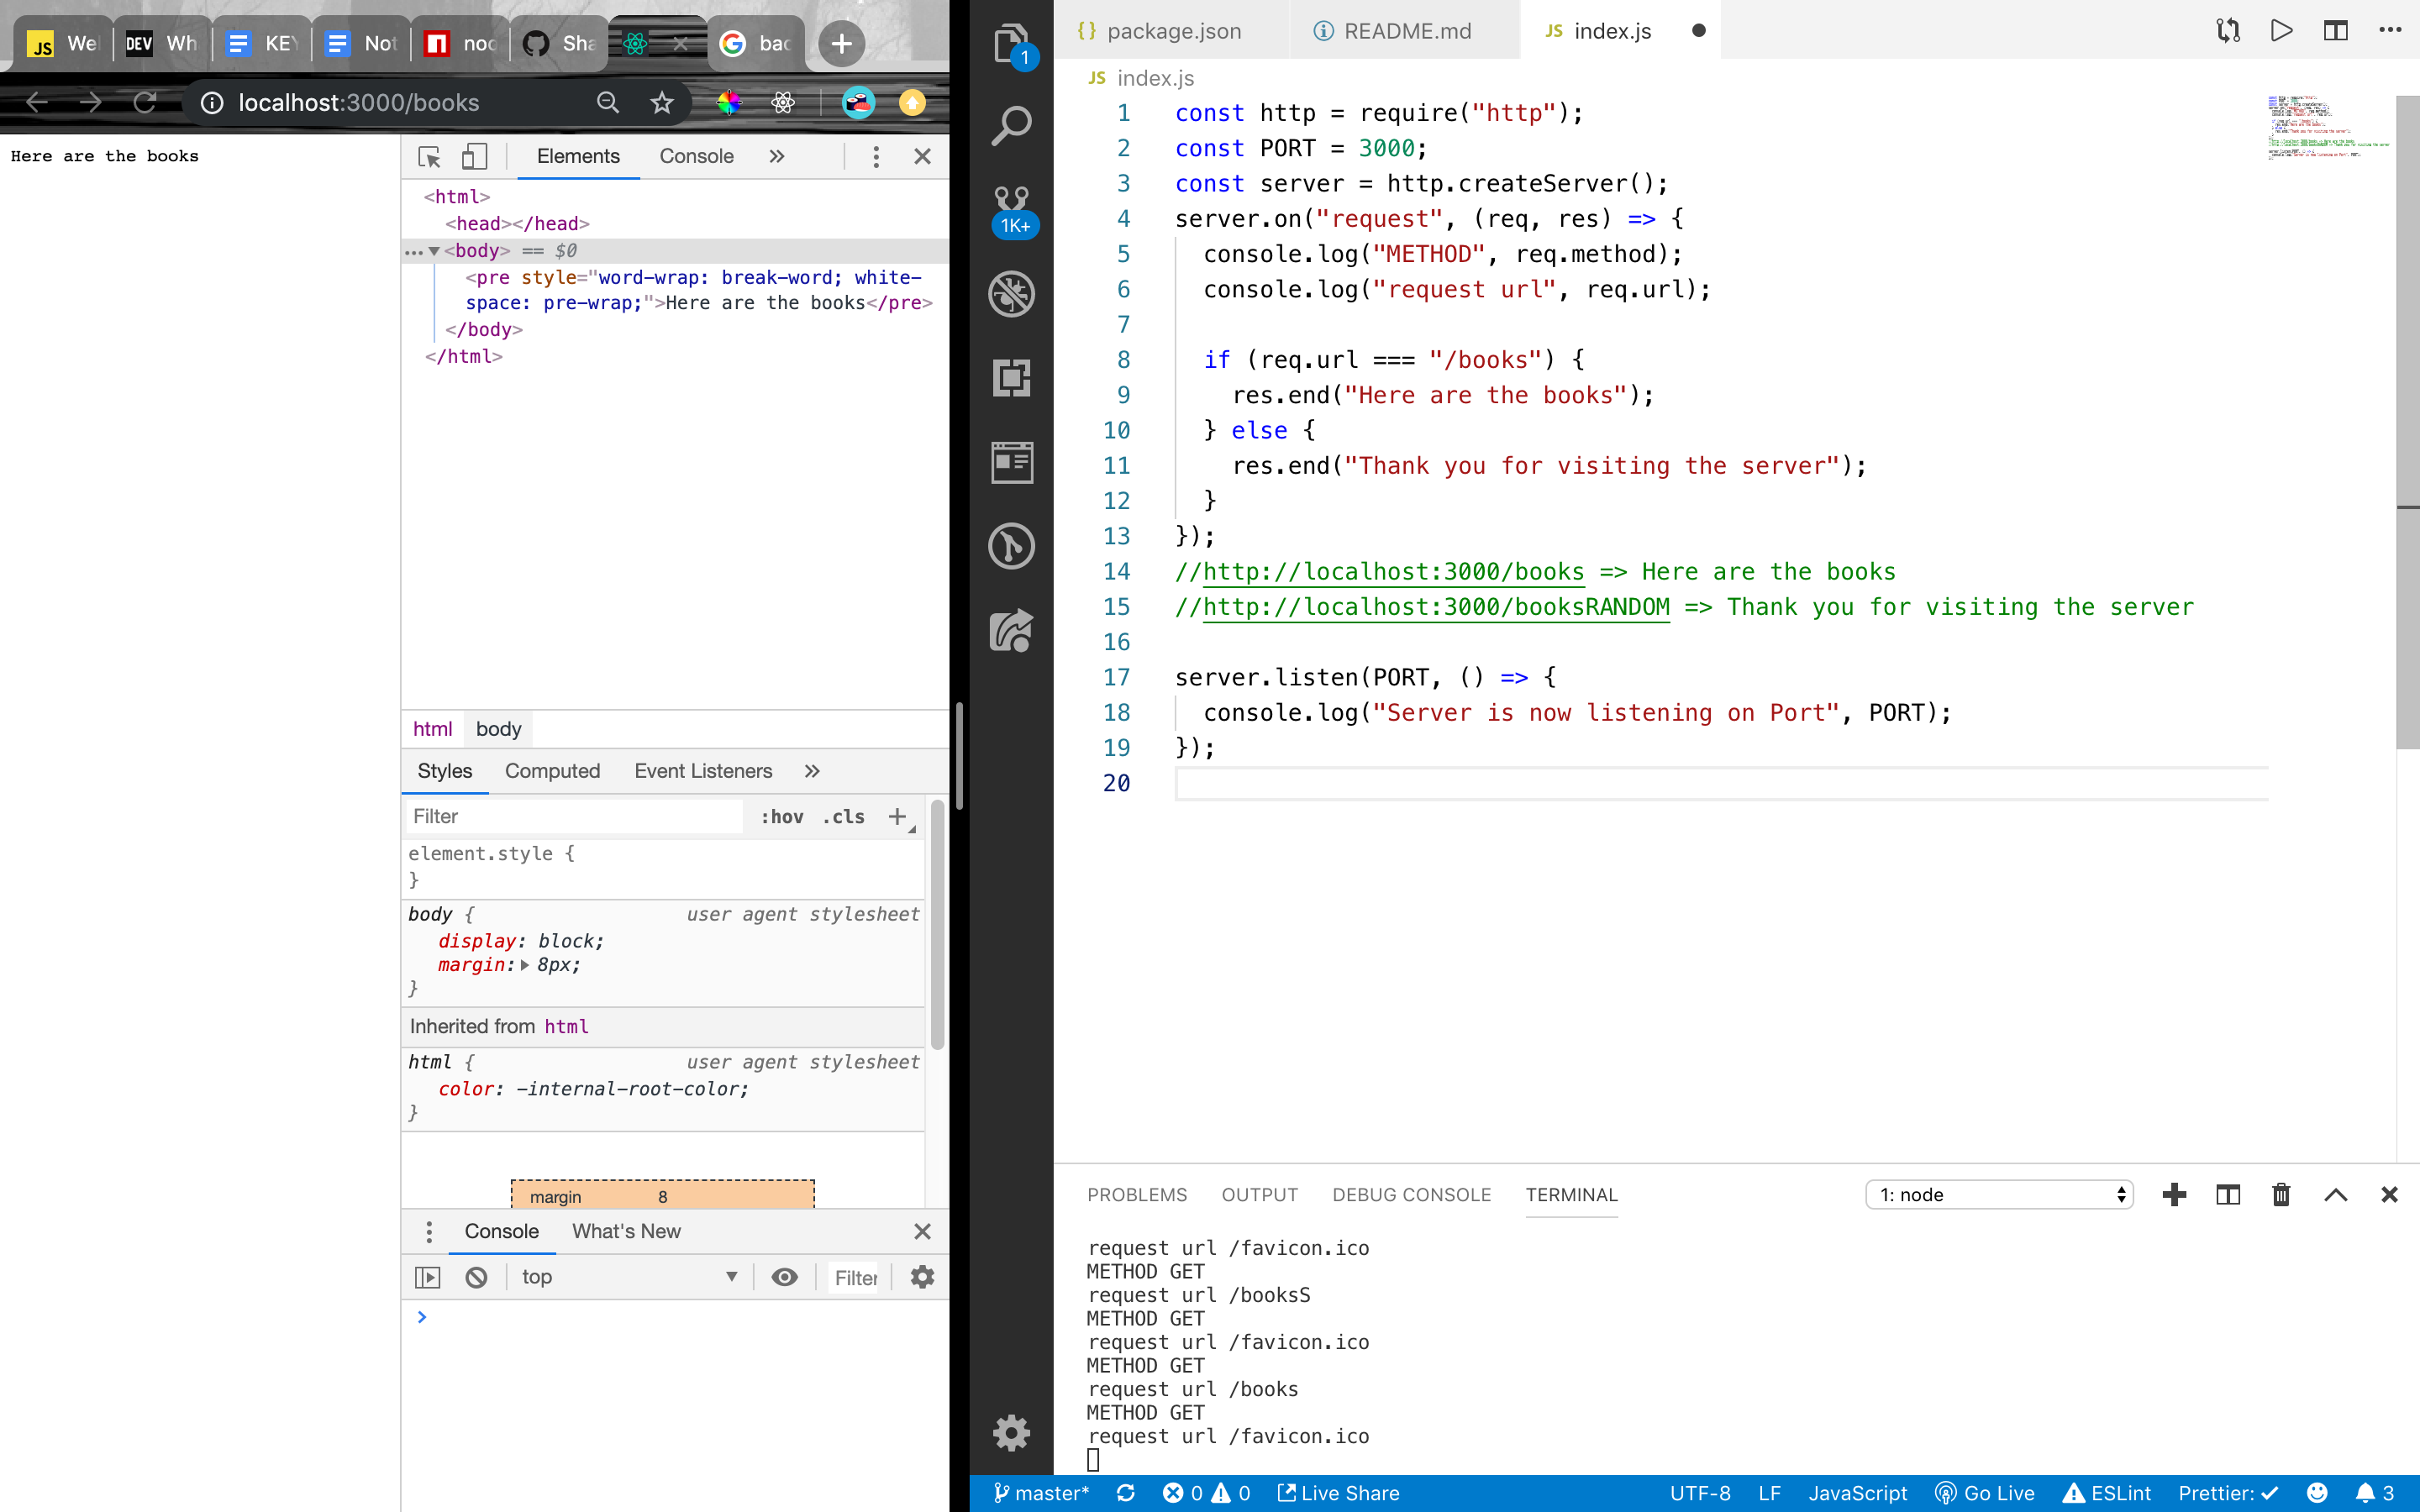 JS We
DEV Wh
KEY
Not
noc
Sha
bac
localhost:3000/books
Here are the books
Elements Console »
<html>
<head></head>
… <body> == $0
<pre style="word-wrap: break-word; white-
space: pre-wrap;">Here are the books</pre>
</body>
</html>
html body
Styles Computed Event Listeners »
Filter :hov .cls +
element.style {
}
body { user agent stylesheet
display: block;
margin: 8px;
}
Inherited from html
html { user agent stylesheet
color: -internal-root-color;
}
margin 8
Console What's New
top Filter
>
1
1K+
{} package.json README.md JS index.js
JS index.js
1 const http = require("http");
2 const PORT = 3000;
3 const server = http.createServer();
4 server.on("request", (req, res) => {
5 console.log("METHOD", req.method);
6 console.log("request url", req.url);
7
8 if (req.url === "/books") {
9 res.end("Here are the books");
10 } else {
11 res.end("Thank you for visiting the server");
12 }
13 });
14 //http://localhost:3000/books => Here are the books
15 //http://localhost:3000/booksRANDOM => Thank you for visiting the server
16
17 server.listen(PORT, () => {
18 console.log("Server is now listening on Port", PORT);
19 });
20
PROBLEMS OUTPUT DEBUG CONSOLE TERMINAL 1: node
request url /favicon.ico
METHOD GET
request url /booksS
METHOD GET
request url /favicon.ico
METHOD GET
request url /books
METHOD GET
request url /favicon.ico
master* 0 0 Live Share UTF-8 LF JavaScript Go Live ESLint Prettier: ✓ 3